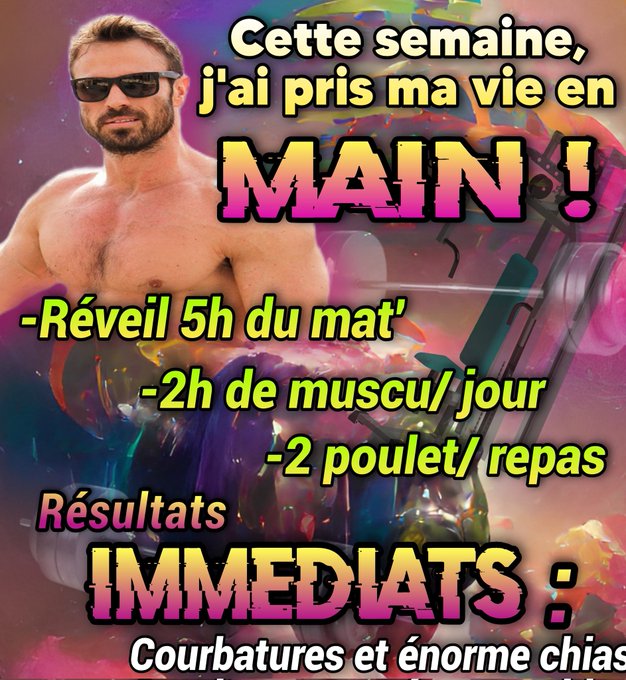 Cette semaine,
j'ai pris ma vie en
MAIN !
-Réveil 5h du mat'
-2h de muscu/ jour
-2 poulet/ repas
Résultats
IMMEDIATS :
Courbatures et énorme chias